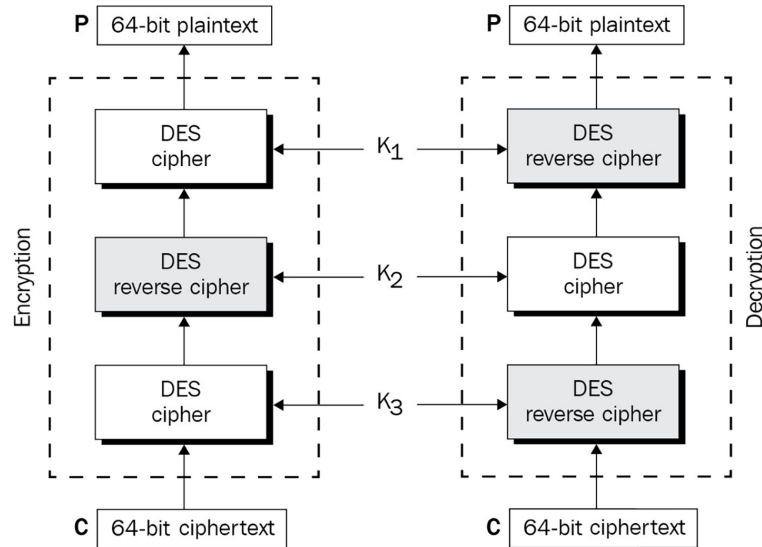 P 64-bit plaintext
P 64-bit plaintext
DES
cipher
K1
DES
reverse cipher
Encryption
DES
reverse cipher
K2
DES
cipher
Decryption
DES
cipher
K3
DES
reverse cipher
C 64-bit ciphertext
C 64-bit ciphertext